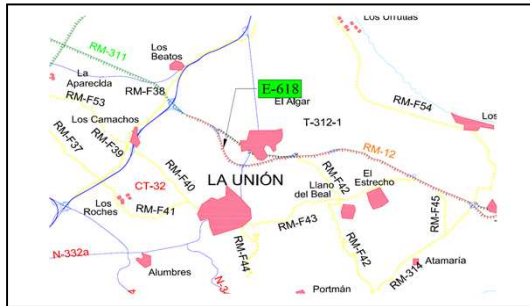 Los Urrutias
RM-311
Los
Beatos
La
Aparecida
RM-F38
E-618
RM-F53
El Algar
RM-F54
Los
T-312-1
Los Camachos
RM-F37
RM-F39
RM-12
CT-32
RM-F40
LA UNIÓN
Llano
del Beal
RM-F42
El
Estrecho
Los
Roches
RM-F41
RM-F43
RM-F45
N-332a
RM-F44
RM-F42
Alumbres
Atamaría
RM-314
Portmán